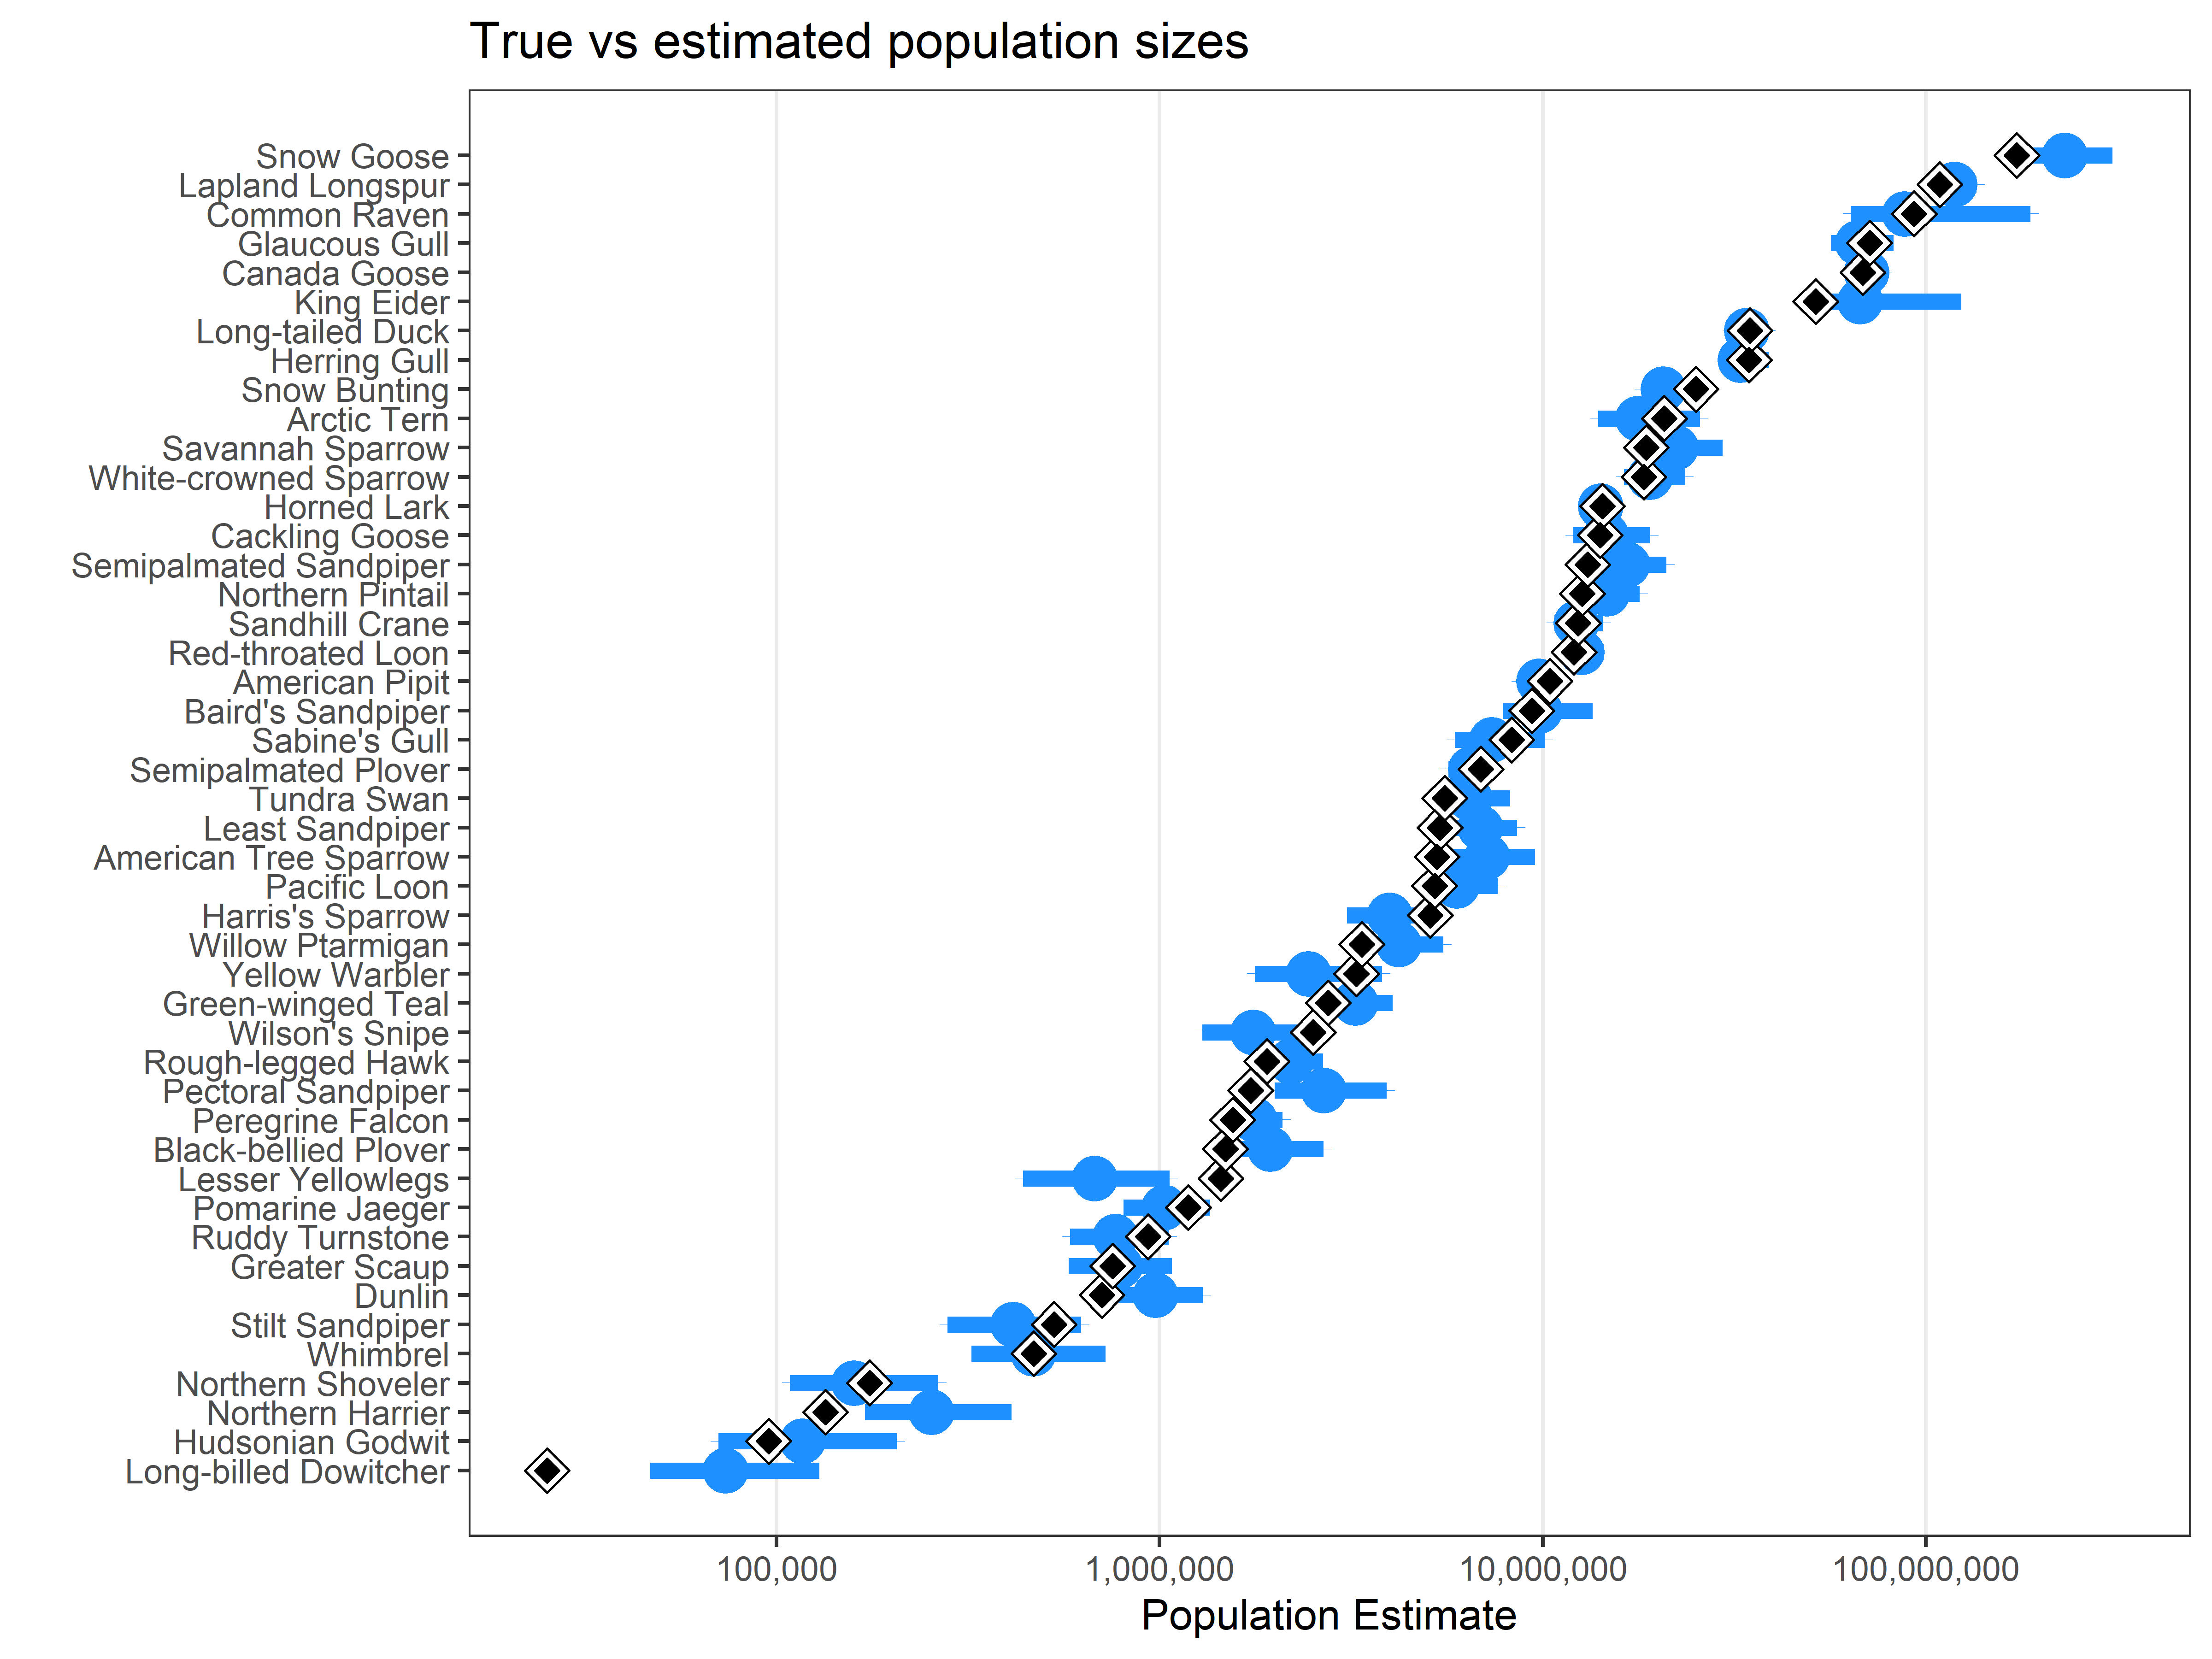 True vs estimated population sizes
Snow Goose
Lapland Longspur
Common Raven
Glaucous Gull
Canada Goose
King Eider
Long-tailed Duck
Herring Gull
Snow Bunting
Arctic Tern
Savannah Sparrow
White-crowned Sparrow
Horned Lark
Cackling Goose
Semipalmated Sandpiper
Northern Pintail
Sandhill Crane
Red-throated Loon
American Pipit
Baird's Sandpiper
Sabine's Gull
Semipalmated Plover
Tundra Swan
Least Sandpiper
American Tree Sparrow
Pacific Loon
Harris's Sparrow
Willow Ptarmigan
Yellow Warbler
Green-winged Teal
Wilson's Snipe
Rough-legged Hawk
Pectoral Sandpiper
Peregrine Falcon
Black-bellied Plover
Lesser Yellowlegs
Pomarine Jaeger
Ruddy Turnstone
Greater Scaup
Dunlin
Stilt Sandpiper
Whimbrel
Northern Shoveler
Northern Harrier
Hudsonian Godwit
Long-billed Dowitcher
100,000 1,000,000 10,000,000 100,000,000
Population Estimate